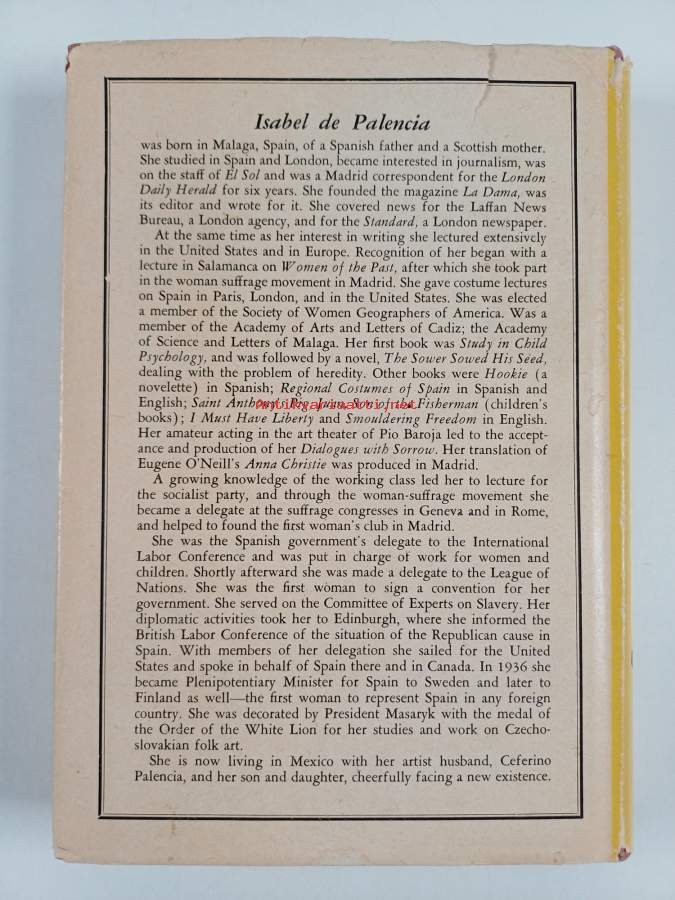 Isabel de Palencia
was born in Malaga, Spain, of a Spanish father and a Scottish mother.
She studied in Spain and London, became interested in journalism, was
on the staff of El Sol and was a Madrid correspondent for the London
Daily Herald for six years. She founded the magazine La Dama, was
its editor and wrote for it. She covered news for the Laffan News
Bureau, a London agency, and for the Standard, a London newspaper.
At the same time as her interest in writing she lectured extensively
in the United States and in Europe. Recognition of her began with a
lecture in Salamanca on Women of the Past, after which she took part
in the woman suffrage movement in Madrid. She gave costume lectures
on Spain in Paris, London, and in the United States. She was elected
a member of the Society of Women Geographers of America. Was a
member of the Academy of Arts and Letters of Cadiz; the Academy
of Science and Letters of Malaga. Her first book was Study in Child
Psychology, and was followed by a novel, The Sower Sowed His Seed,
dealing with the problem of heredity. Other books were Hookie (a
novelette) in Spanish; Regional Costumes of Spain in Spanish and
English; Saint Anthony's Pig, Juan, Son of the Fisherman (children's
Antikvariaatti.net
books); I Must Have Liberty and Smouldering Freedom in English.
Her amateur acting in the art theater of Pio Baroja led to the accept-
ance and production of her Dialogues with Sorrow. Her translation of
Eugene O'Neill's Anna Christie was produced in Madrid.
A growing knowledge of the working class led her to lecture for
the socialist party, and through the woman-suffrage movement she
became a delegate at the suffrage congresses in Geneva and in Rome,
and helped to found the first woman's club in Madrid.
She was the Spanish government's delegate to the International
Labor Conference and was put in charge of work for women and
children. Shortly afterward she was made a delegate to the League of
Nations. She was the first woman to sign a convention for her
government. She served on the Committee of Experts on Slavery. Her
diplomatic activities took her to Edinburgh, where she informed the
British Labor Conference of the situation of the Republican cause in
Spain. With members of her delegation she sailed for the United
States and spoke in behalf of Spain there and in Canada. In 1936 she
became Plenipotentiary Minister for Spain to Sweden and later to
Finland as well—the first woman to represent Spain in any foreign
country. She was decorated by President Masaryk with the medal of
the Order of the White Lion for her studies and work on Czecho-
slovakian folk art.
She is now living in Mexico with her artist husband, Ceferino
Palencia, and her son and daughter, cheerfully facing a new existence.